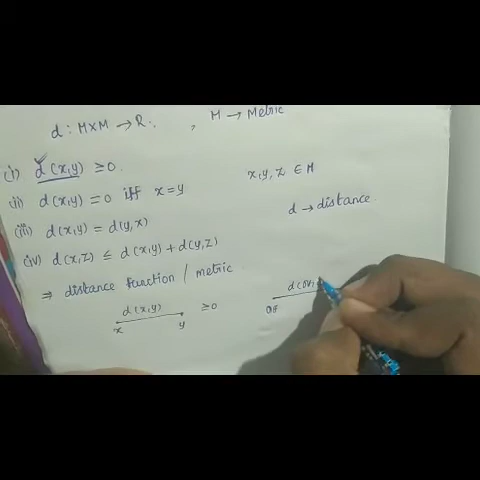 d : M×M → R . , M → Metric
(i) d(x,y) ≥ 0 .
x, y, z ∈ M
(ii) d(x,y) = 0 iff x = y
d → distance
(iii) d(x,y) = d(y,x)
(iv) d(x,z) ≤ d(x,y) + d(y,z)
⇒ distance function / metric
d(x,y) ≥ 0
x y